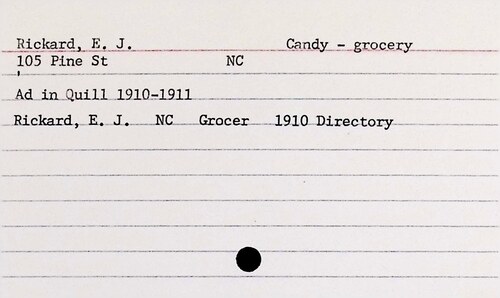 Rickard, E. J. Candy - grocery
105 Pine St NC
Ad in Quill 1910-1911
Rickard, E. J. NC Grocer 1910 Directory